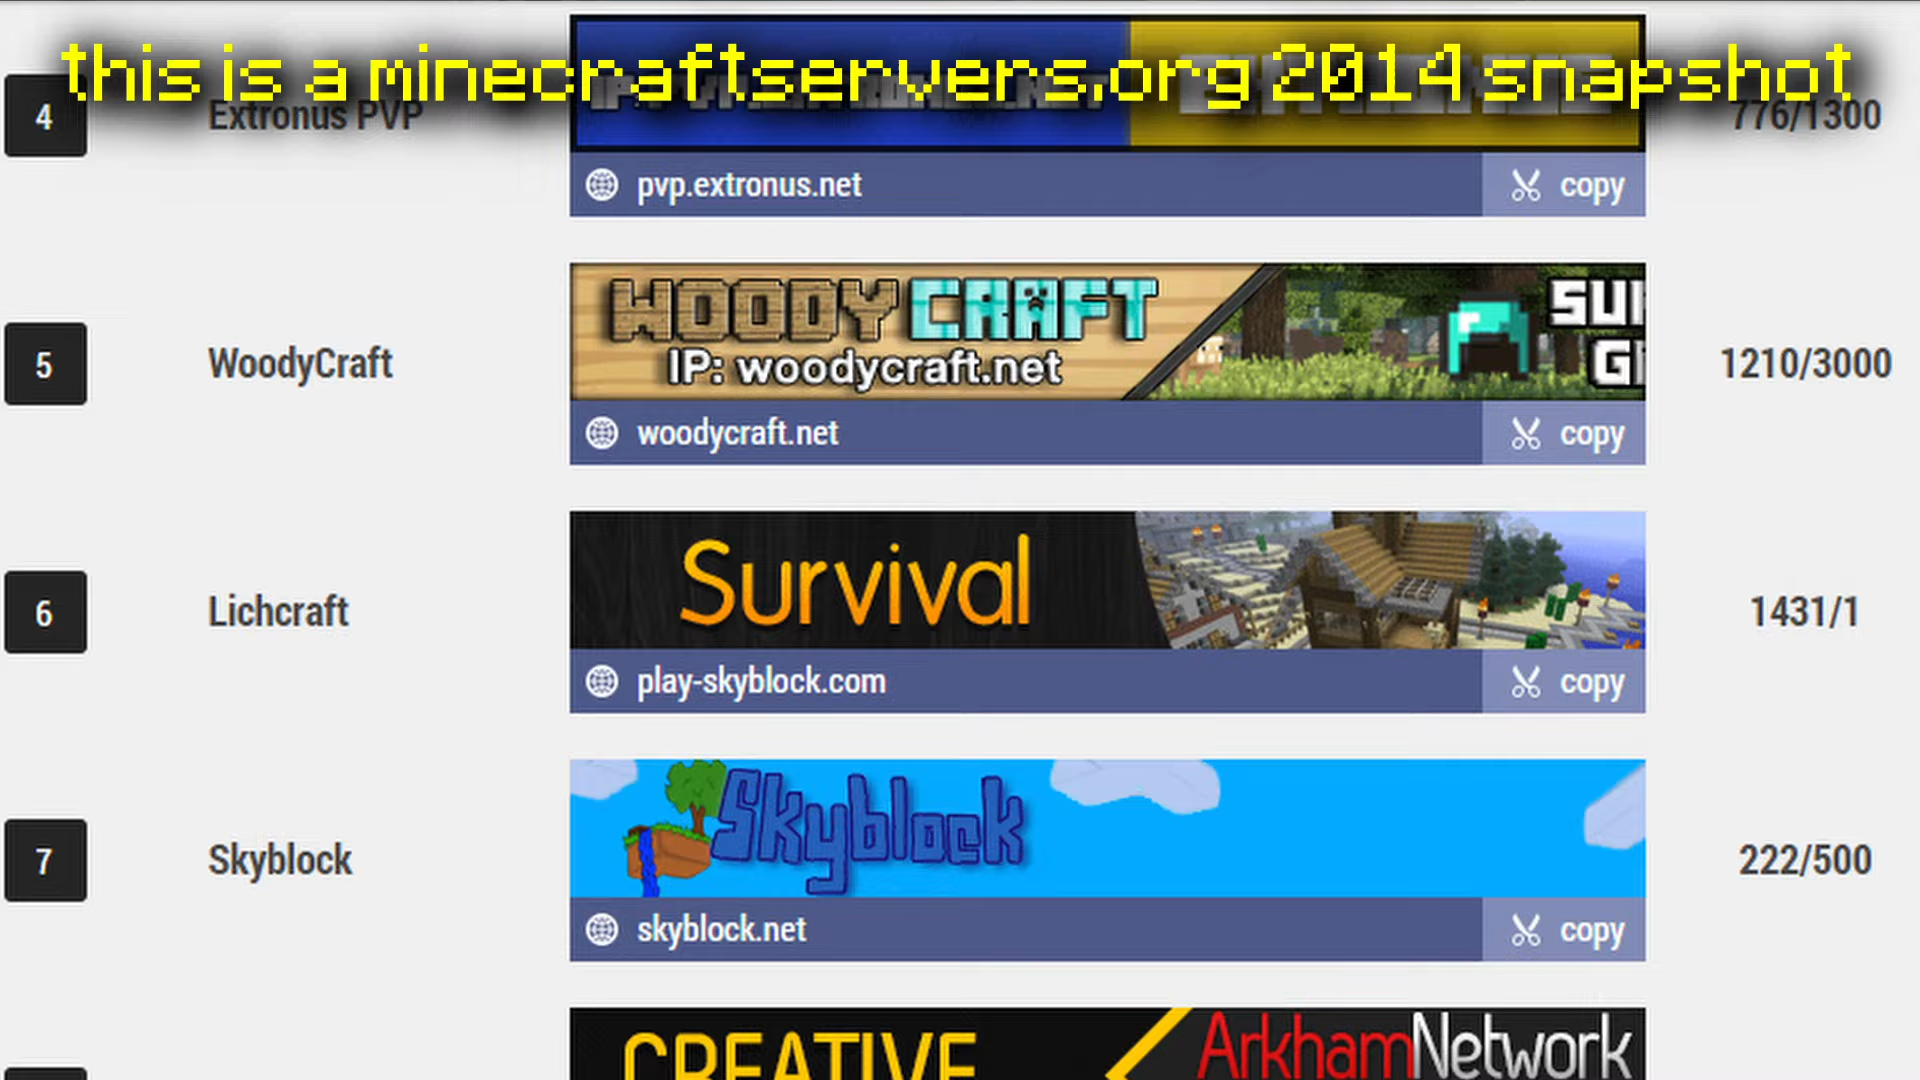 this is a minecraftservers.org 2014 snapshot
4
Extronus PVP
776/1300
pvp.extronus.net
copy
WOODYCRAFT
IP: woodycraft.net
5
WoodyCraft
1210/3000
woodycraft.net
copy
Survival
6
Lichcraft
1431/1
play-skyblock.com
copy
Skyblock
7
Skyblock
222/500
skyblock.net
copy
CREATIVE
ArkhamNetwork